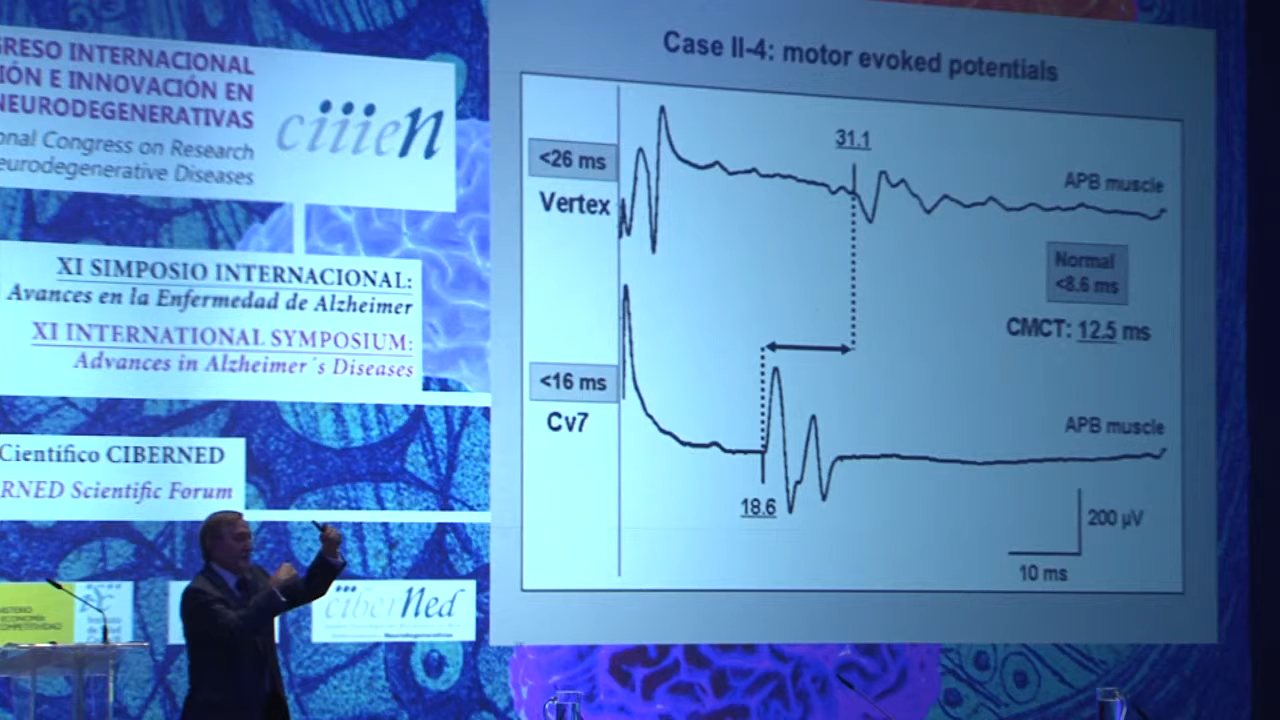 RESO INTERNACIONAL
IÓN E INNOVACIÓN EN
NEURODEGENERATIVAS
onal Congress on Research
eurodegenerative Diseases
ciiieN
XI SIMPOSIO INTERNACIONAL:
Avances en la Enfermedad de Alzheimer
XI INTERNATIONAL SYMPOSIUM:
Advances in Alzheimer´s Diseases
Científico CIBERNED
RNED Scientific Forum
ciberNed
Neurodegenerativas
Case II-4: motor evoked potentials
<26 ms
Vertex
31.1
APB muscle
Normal
<8.6 ms
CMCT: 12.5 ms
<16 ms
Cv7
APB muscle
18.6
200 µV
10 ms